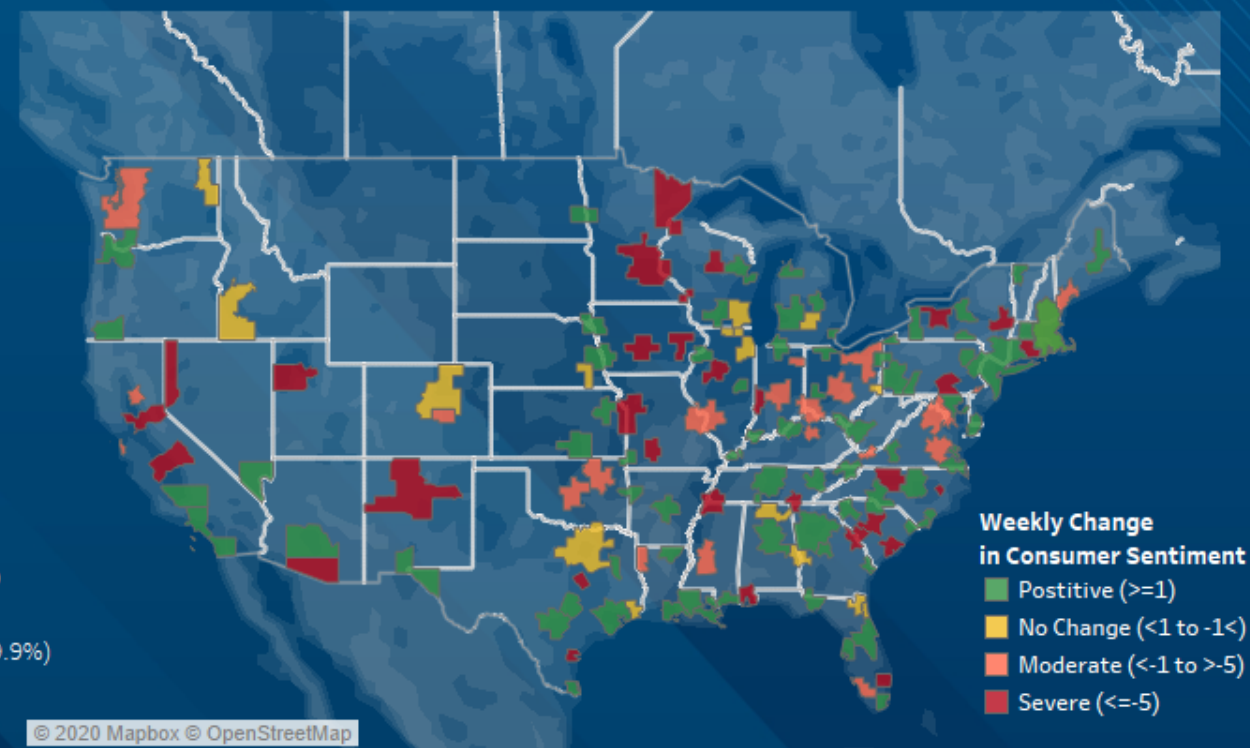 Weekly Change
in Consumer Sentiment
Postitive (>=1)
No Change (<1 to -1<)
Moderate (<-1 to >-5)
Severe (<=-5)
.9%)
© 2020 Mapbox © OpenStreetMap